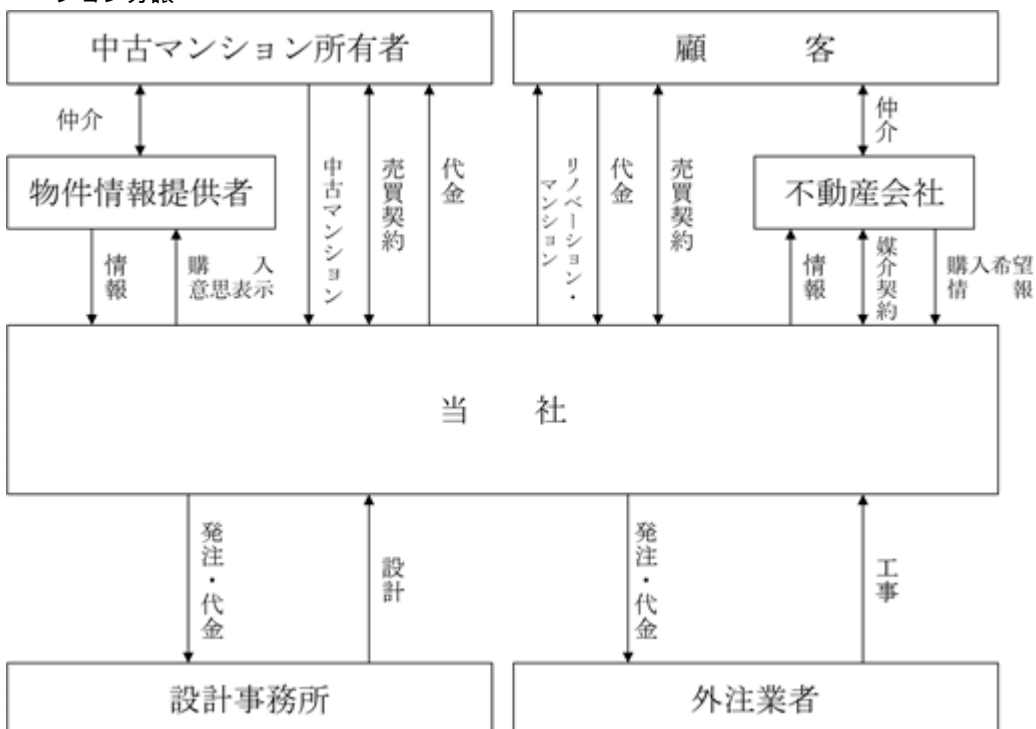 中古マンション所有者
顧 客
仲介
仲介
物件情報提供者
不動産会社
中古マンション
売買契約
代金
リノベーション・
マンション
代金
売買契約
情報
購 入
意思表示
情報
媒介契約
購入希望
情 報
当 社
発注・代金
設計
発注・代金
工事
設計事務所
外注業者